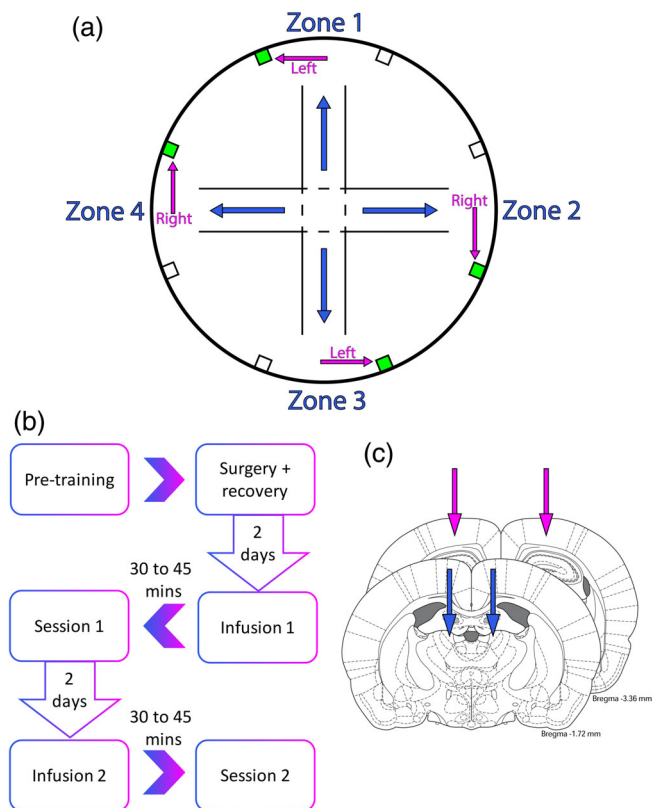 (a)
Zone 1
Left
Zone 4
Right
Right
Zone 2
Left
Zone 3
(b)
Pre-training
Surgery +
recovery
2
days
30 to 45
mins
Session 1
Infusion 1
2
days
30 to 45
mins
Infusion 2
Session 2
(c)
Bregma -3.36 mm
Bregma -1.72 mm